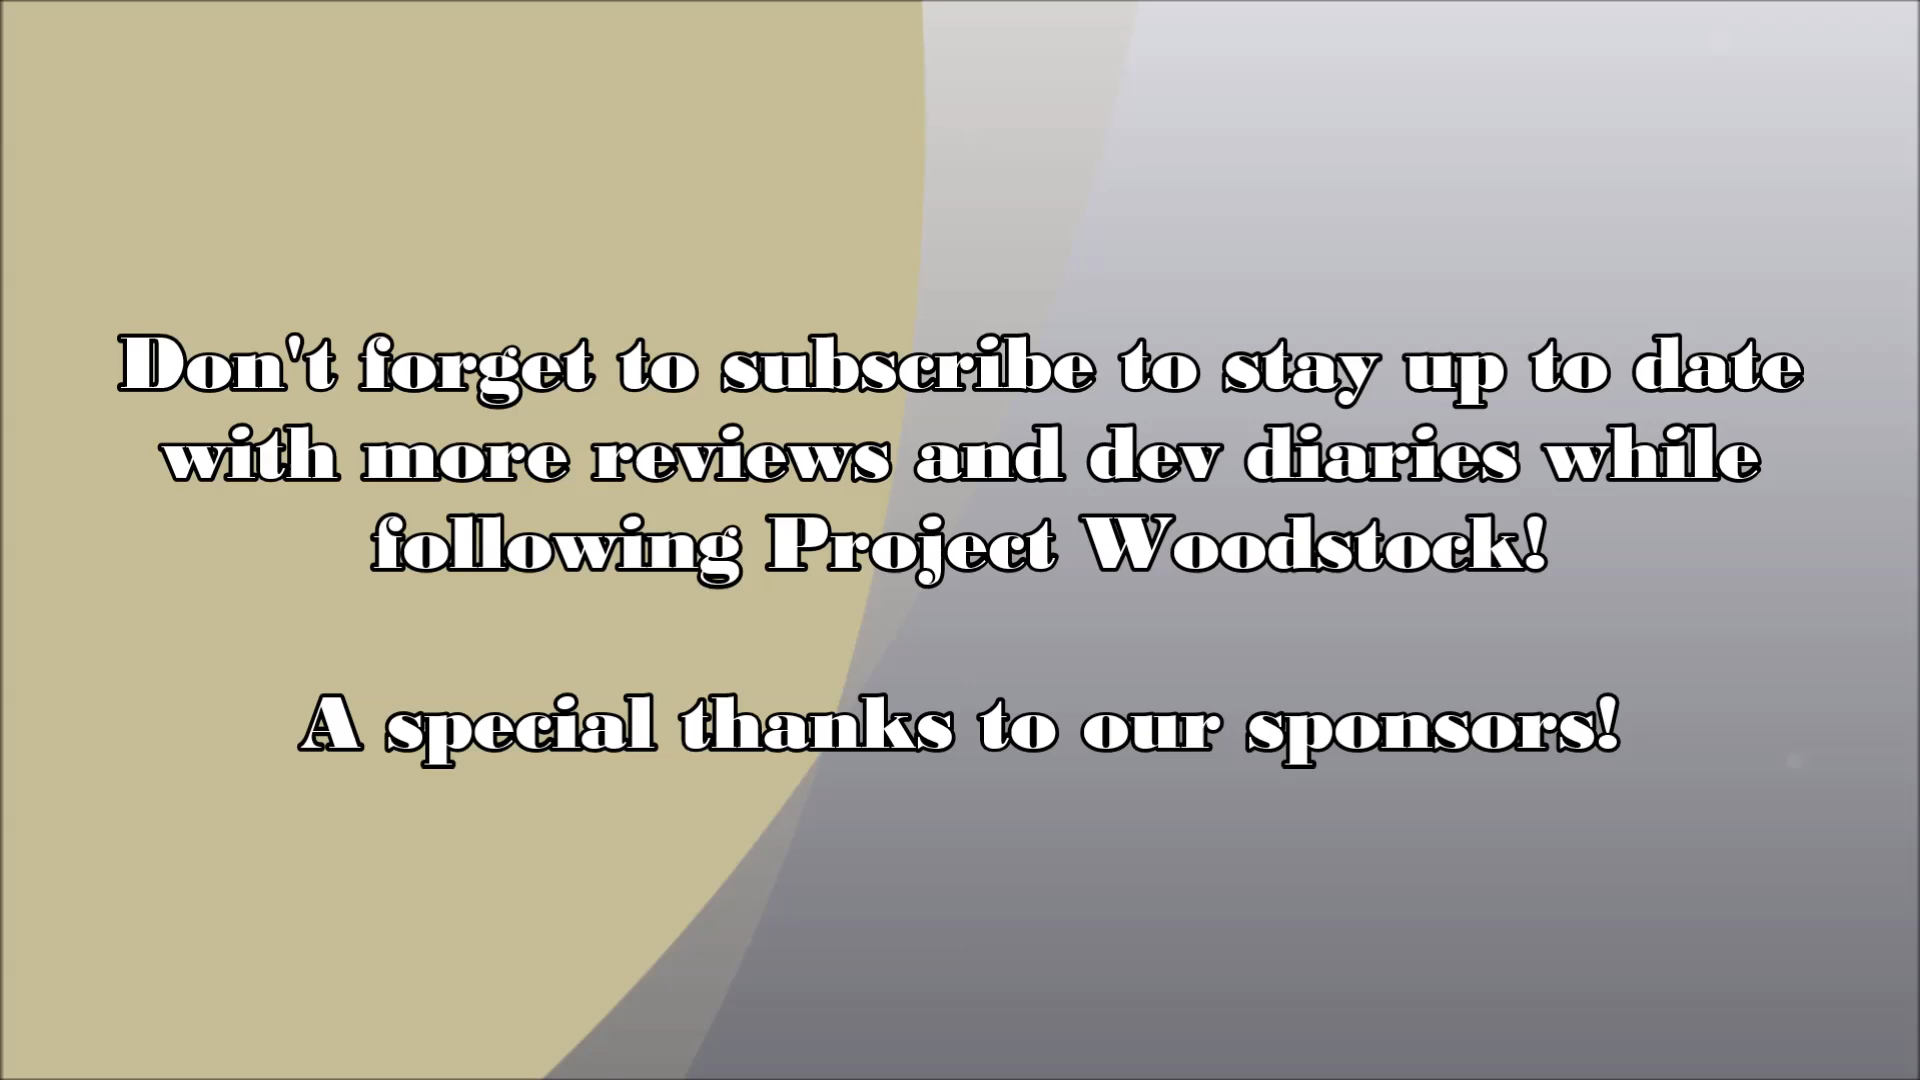 Don't forget to subscribe to stay up to date
with more reviews and dev diaries while
following Project Woodstock!
A special thanks to our sponsors!